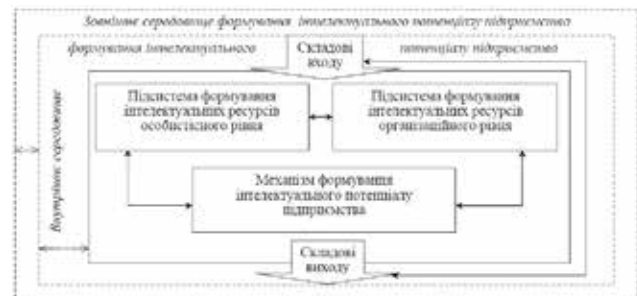 Зовнішнє середовище формування інтелектуального потенціалу підприємства
формування інтелектуального потенціалу підприємства
Складові
входу
Підсистема формування
інтелектуальних ресурсів
особистісного рівня
Підсистема формування
інтелектуальних ресурсів
організаційного рівня
Внутрішнє середовище
Механізм формування
інтелектуального потенціалу
підприємства
Складові
виходу